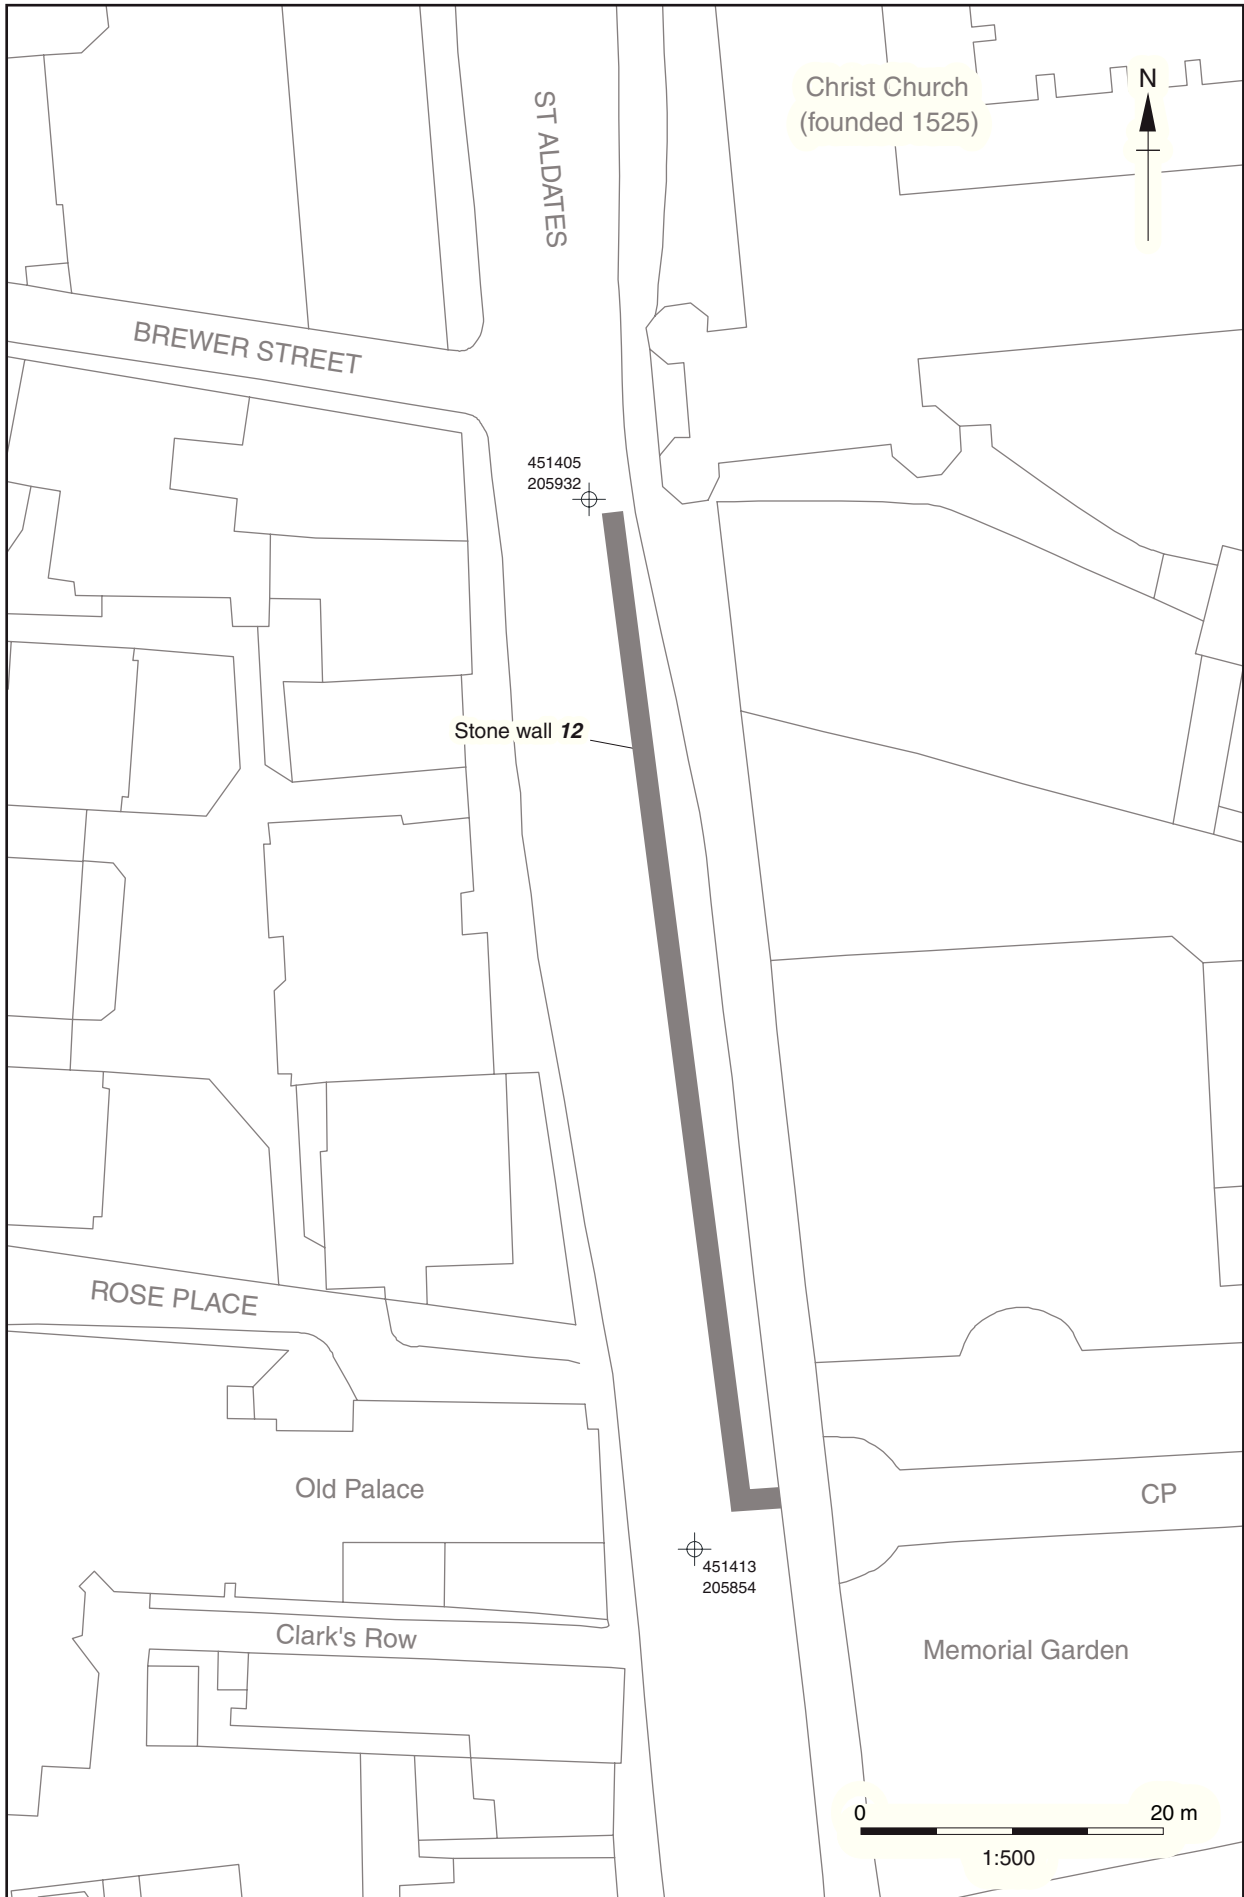 Christ Church
(founded 1525)
N
ST ALDATES
BREWER STREET
451405
205932
Stone wall 12
ROSE PLACE
Old Palace
CP
451413
205854
Clark's Row
Memorial Garden
0 20 m
1:500